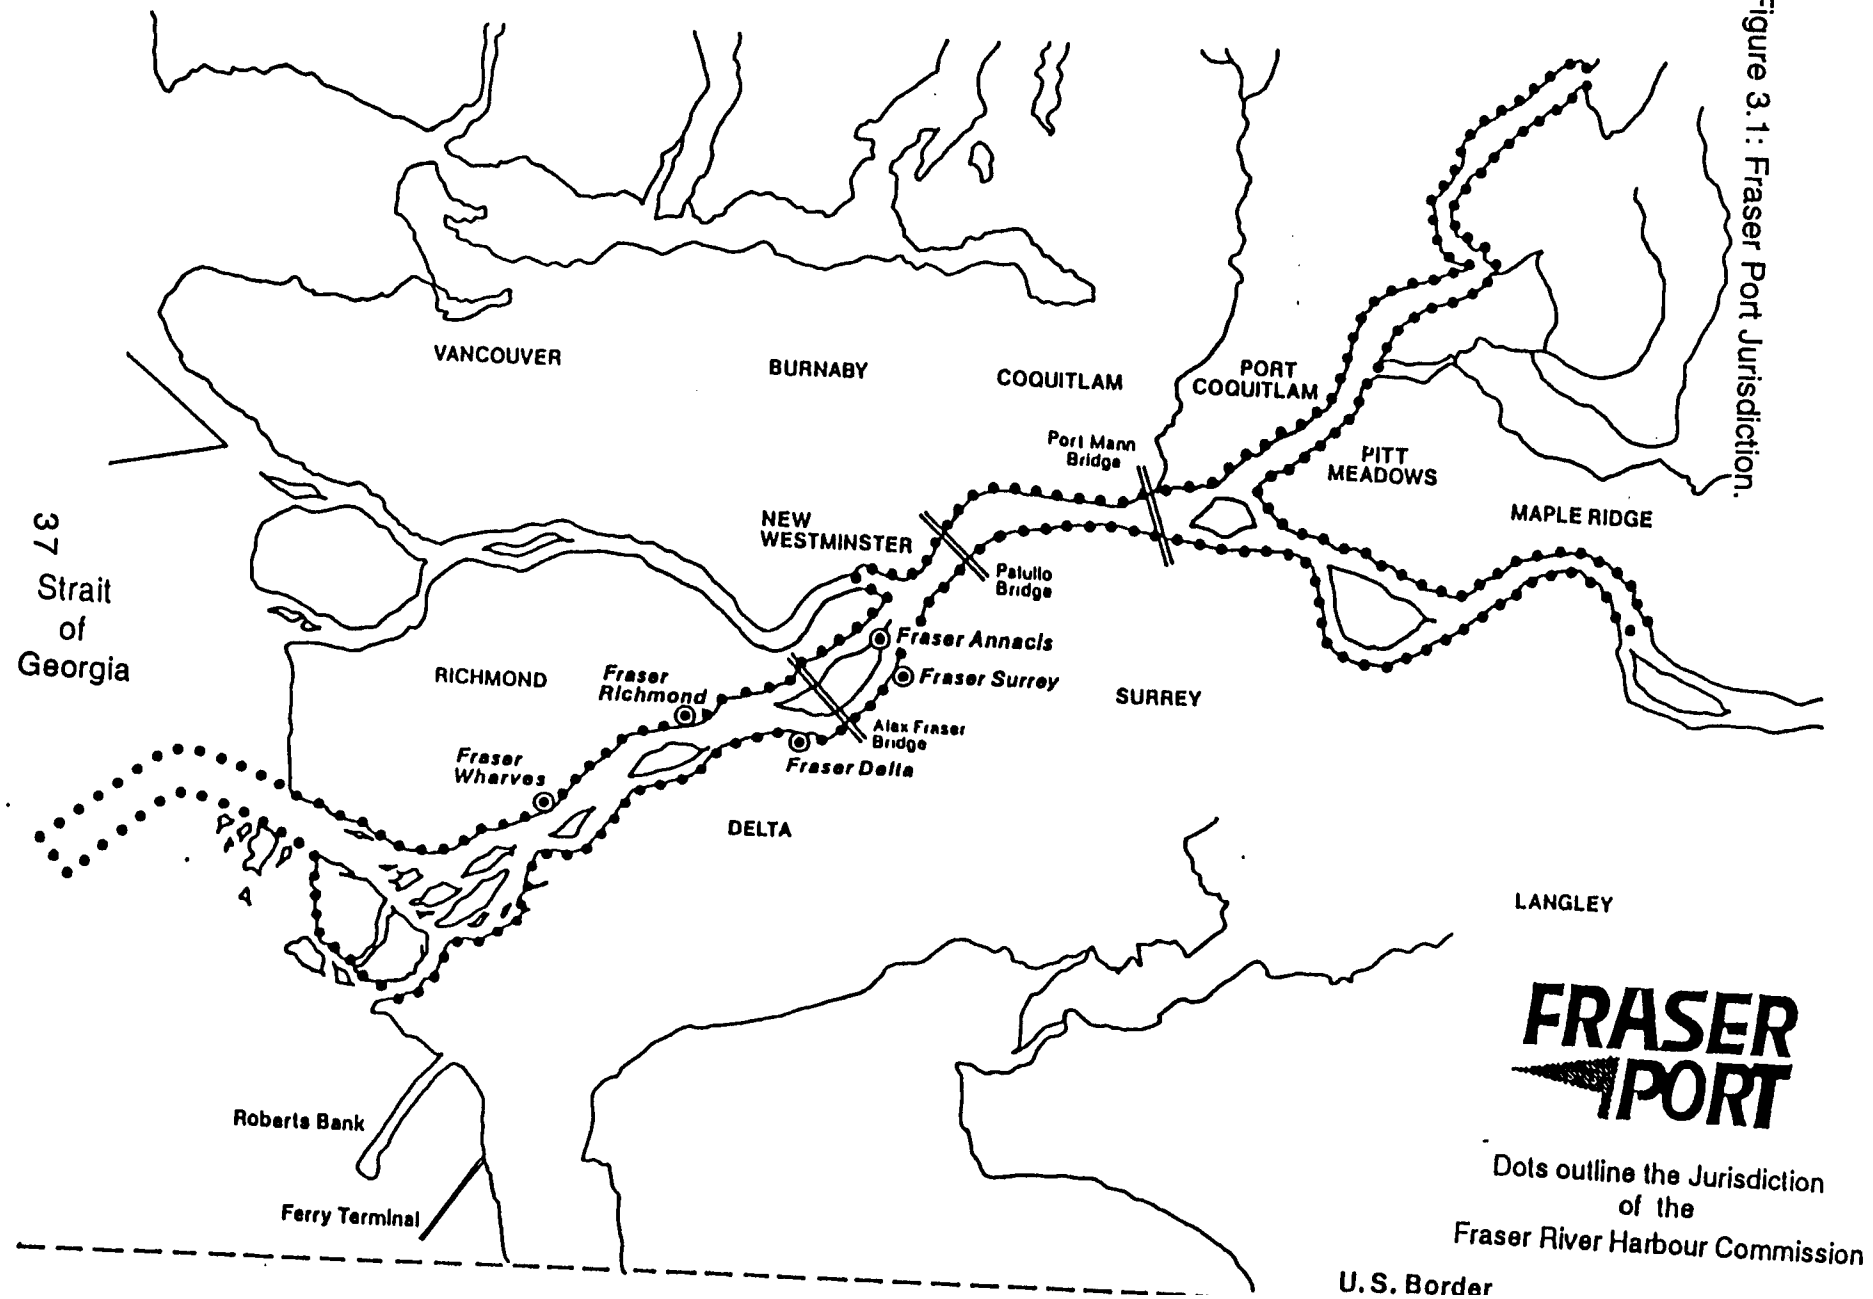 Figure 3.1: Fraser Port Jurisdiction.
VANCOUVER
BURNABY
COQUITLAM
PORT
COQUITLAM
Port Mann
Bridge
PITT
MEADOWS
MAPLE RIDGE
NEW
WESTMINSTER
Patullo
Bridge
37
Strait
of
Georgia
Fraser Annacis
RICHMOND
Fraser
Richmond
Fraser Surrey
SURREY
Alex Fraser
Bridge
Fraser
Wharves
Fraser Delta
DELTA
LANGLEY
FRASER
PORT
Roberts Bank
Ferry Terminal
Dots outline the Jurisdiction
of the
Fraser River Harbour Commission
U.S. Border